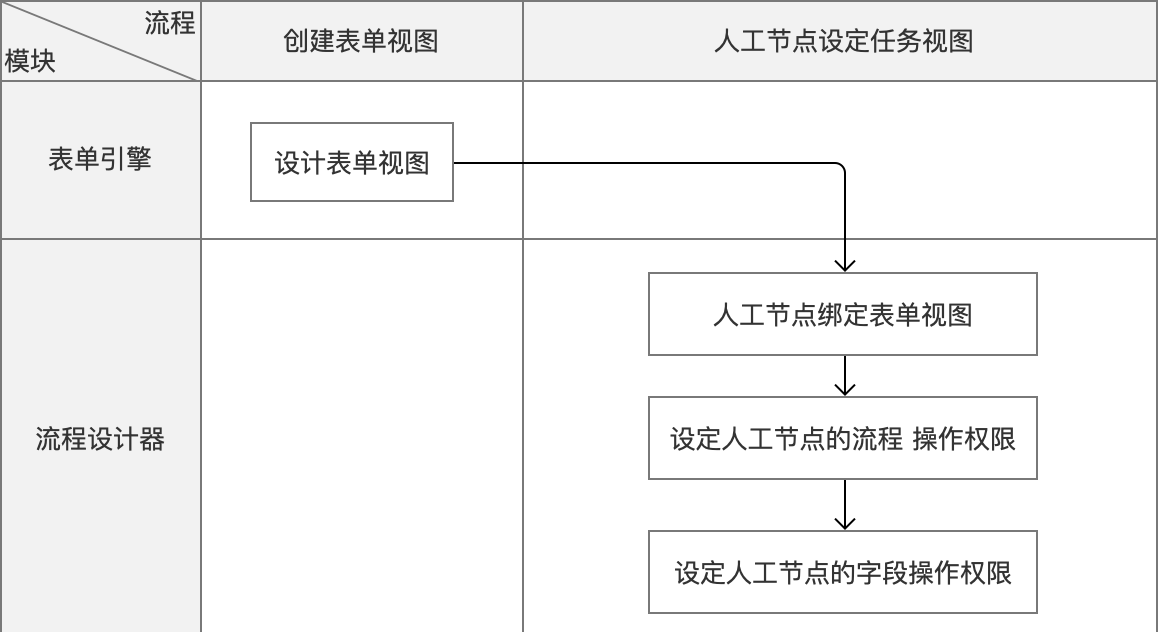 流程
模块
创建表单视图
人工节点设定任务视图
表单引擎
设计表单视图
流程设计器
人工节点绑定表单视图
设定人工节点的流程 操作权限
设定人工节点的字段操作权限